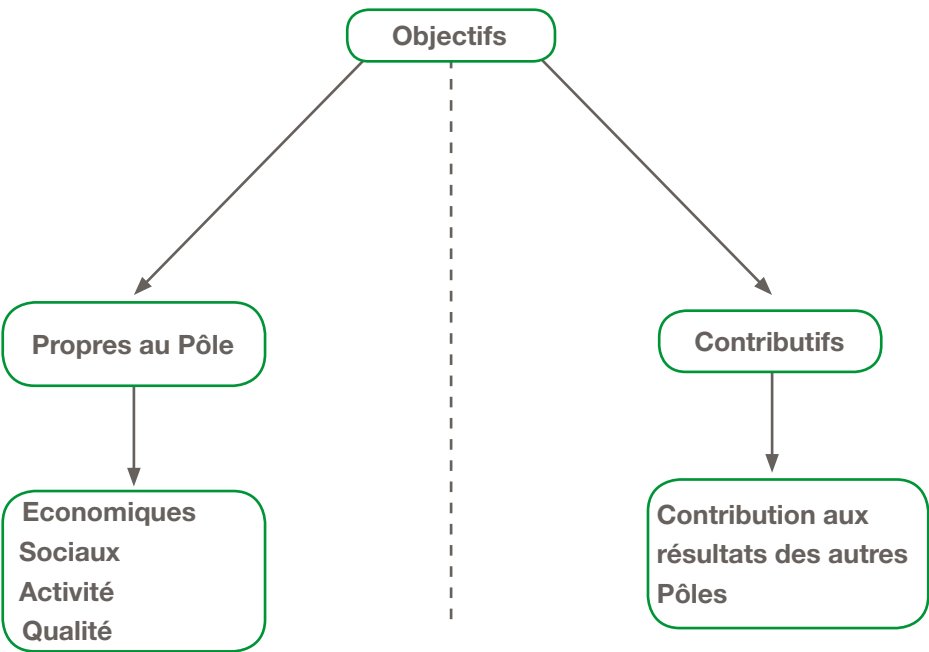 Objectifs
Propres au Pôle
Contributifs
Economiques
Sociaux
Activité
Qualité
Contribution aux
résultats des autres
Pôles